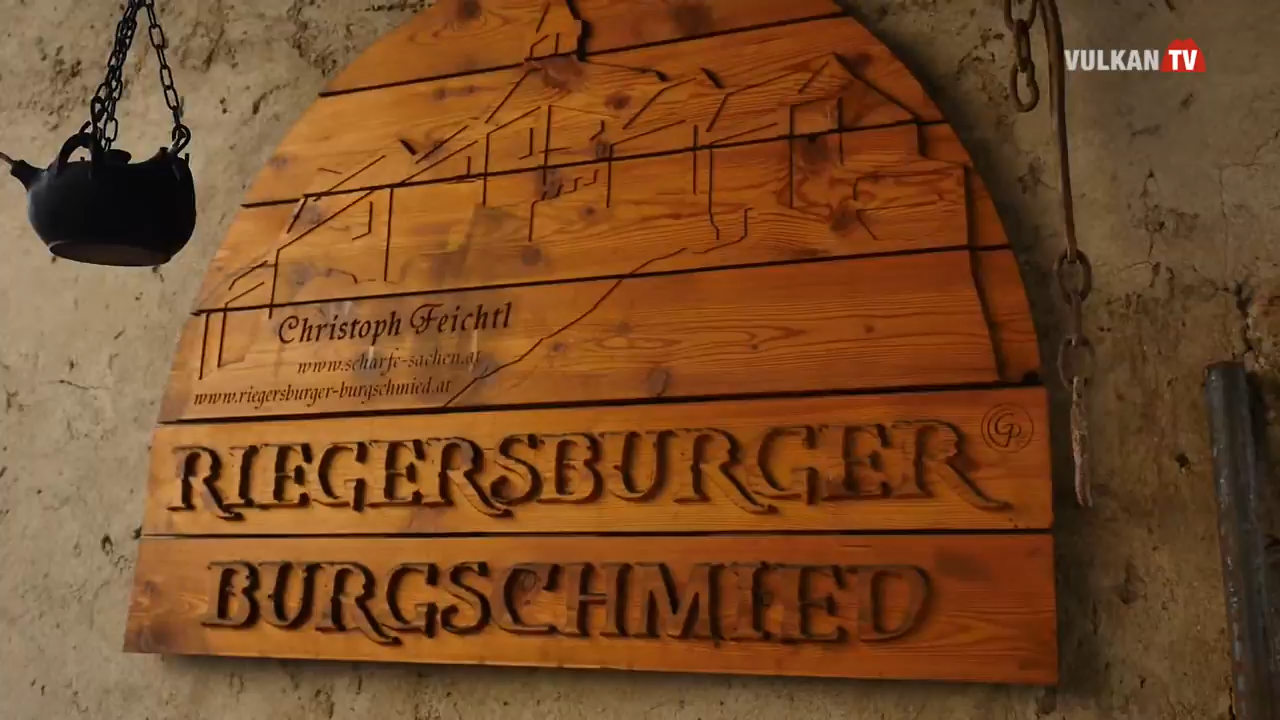 VULKAN TV
Christoph Feichtl
www.scharfe-sachen.at
www.riegersburger-burgschmied.at
RIEGERSBURGER
BURGSCHMIED